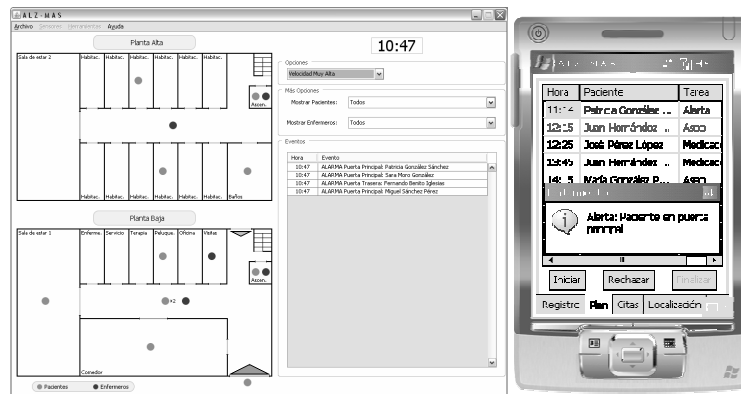 ALZ-MAS
Archivo Sensores Herramientas Ayuda
Planta Alta
10:47
Sala de estar 2
Habitac. Habitac. Habitac. Habitac. Habitac. Habitac.
Ascen.
Habitac. Habitac. Habitac. Habitac. Habitac. Habitac. Baños
Planta Baja
Sala de estar 1
Enferme. Servicio Terapia Peluque. Oficina Visitas
Ascen.
×2
Comedor
Pacientes Enfermeros
Opciones
Velocidad Muy Alta
Más Opciones
Mostrar Pacientes: Todos
Mostrar Enfermeros: Todos
Eventos
Hora Evento
10:47 ALARMA Puerta Principal: Patricia González Sánchez
10:47 ALARMA Puerta Principal: Sara Moro González
10:47 ALARMA Puerta Trasera: Fernando Benito Iglesias
10:47 ALARMA Puerta Principal: Miguel Sánchez Pérez
Hora Paciente Tarea
11:14 Patricia González ... Alerta
12:15 Juan Hernández ... Aseo
12:25 José Pérez López Medicac
13:45 Juan Hernández ... Medicac
María González P... Aseo
ok
Alerta: Paciente en puerta
principal
Iniciar Rechazar Finalizar
Registro Plan Citas Localización